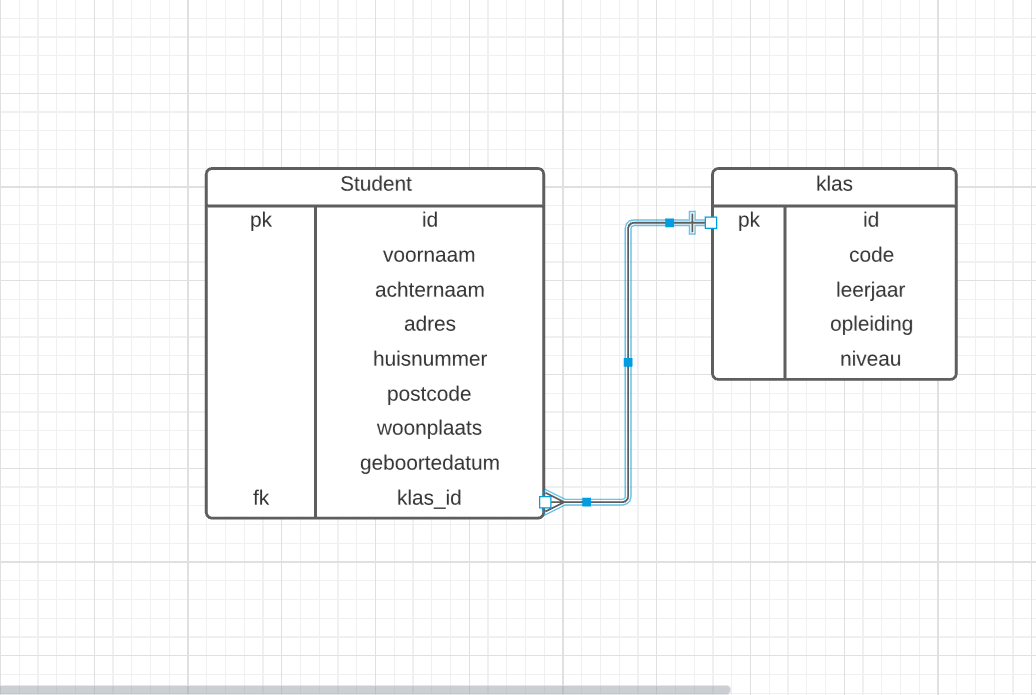 Student
pk id
voornaam
achternaam
adres
huisnummer
postcode
woonplaats
geboortedatum
fk klas_id
klas
pk id
code
leerjaar
opleiding
niveau